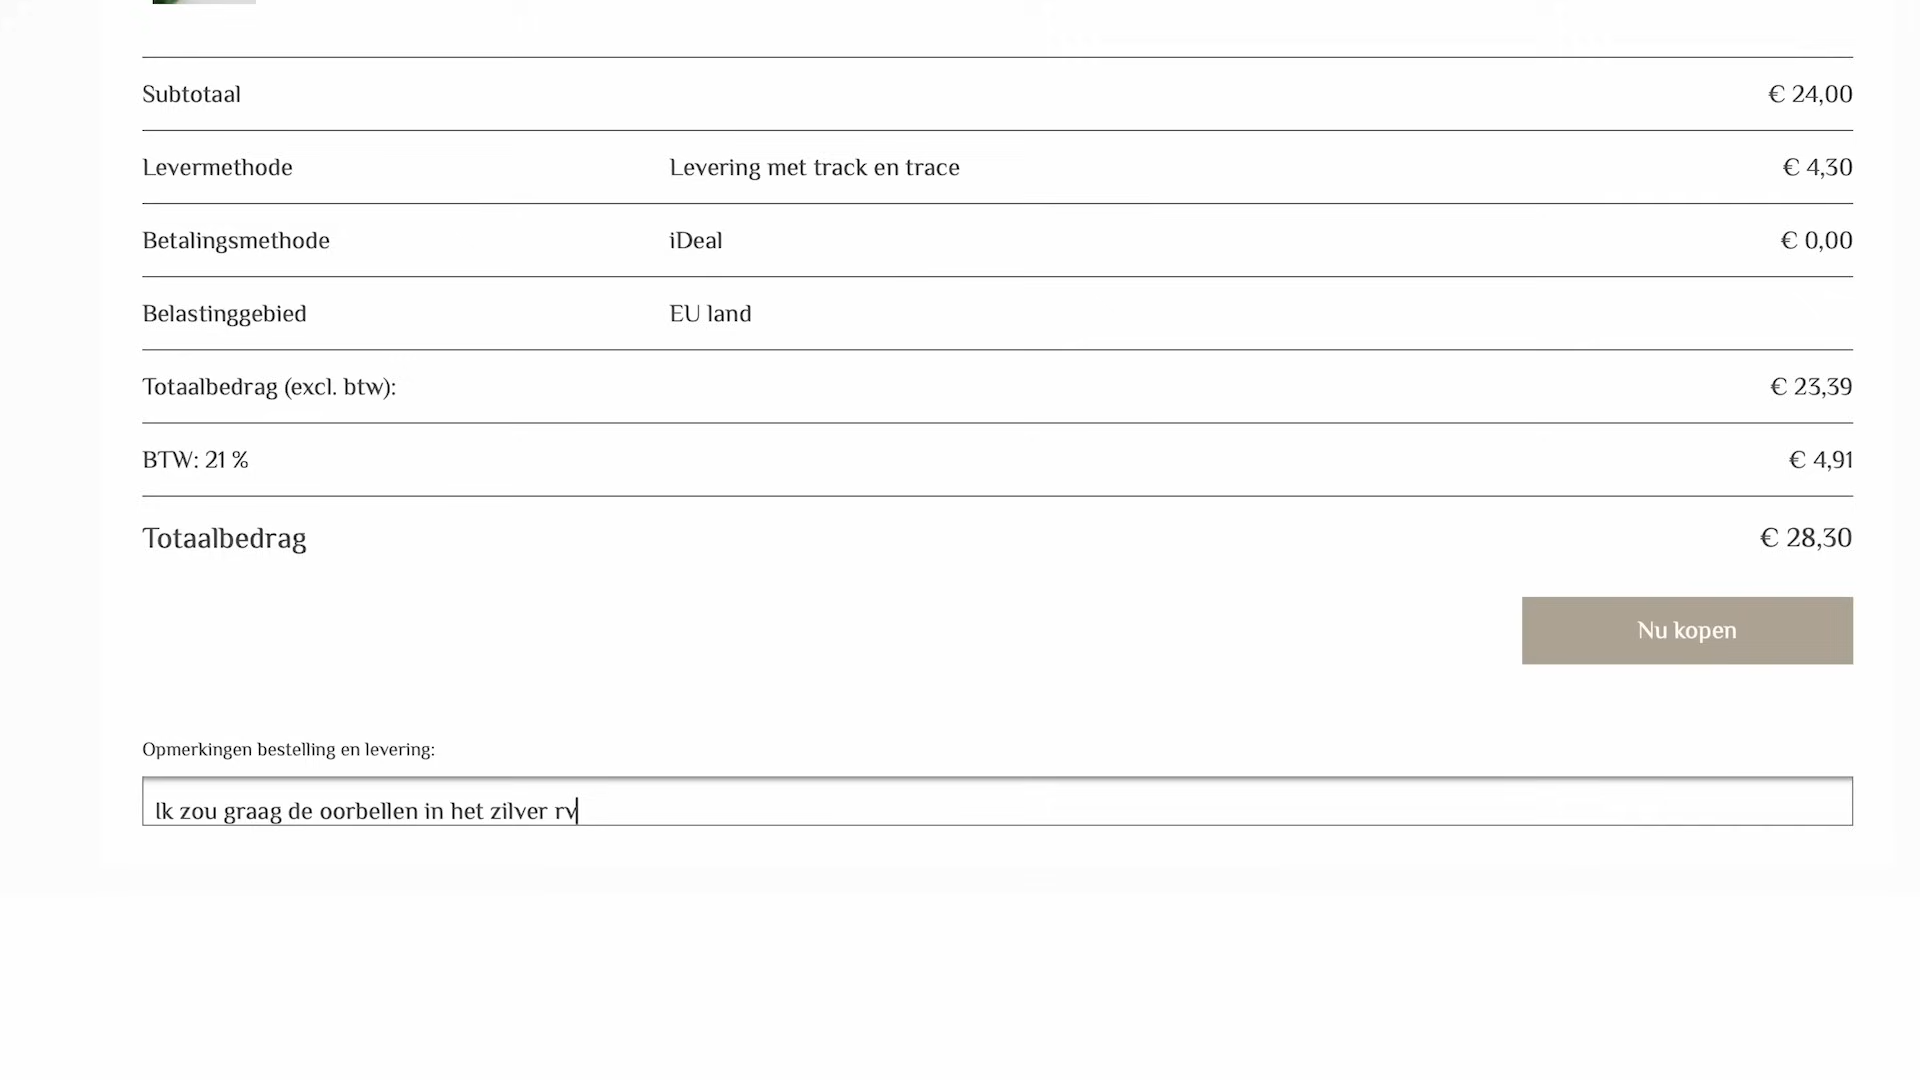 Subtotaal € 24,00
Levermethode Levering met track en trace € 4,30
Betalingsmethode iDeal € 0,00
Belastinggebied EU land
Totaalbedrag (excl. btw): € 23,39
BTW: 21 % € 4,91
Totaalbedrag € 28,30
Nu kopen
Opmerkingen bestelling en levering:
Ik zou graag de oorbellen in het zilver rv